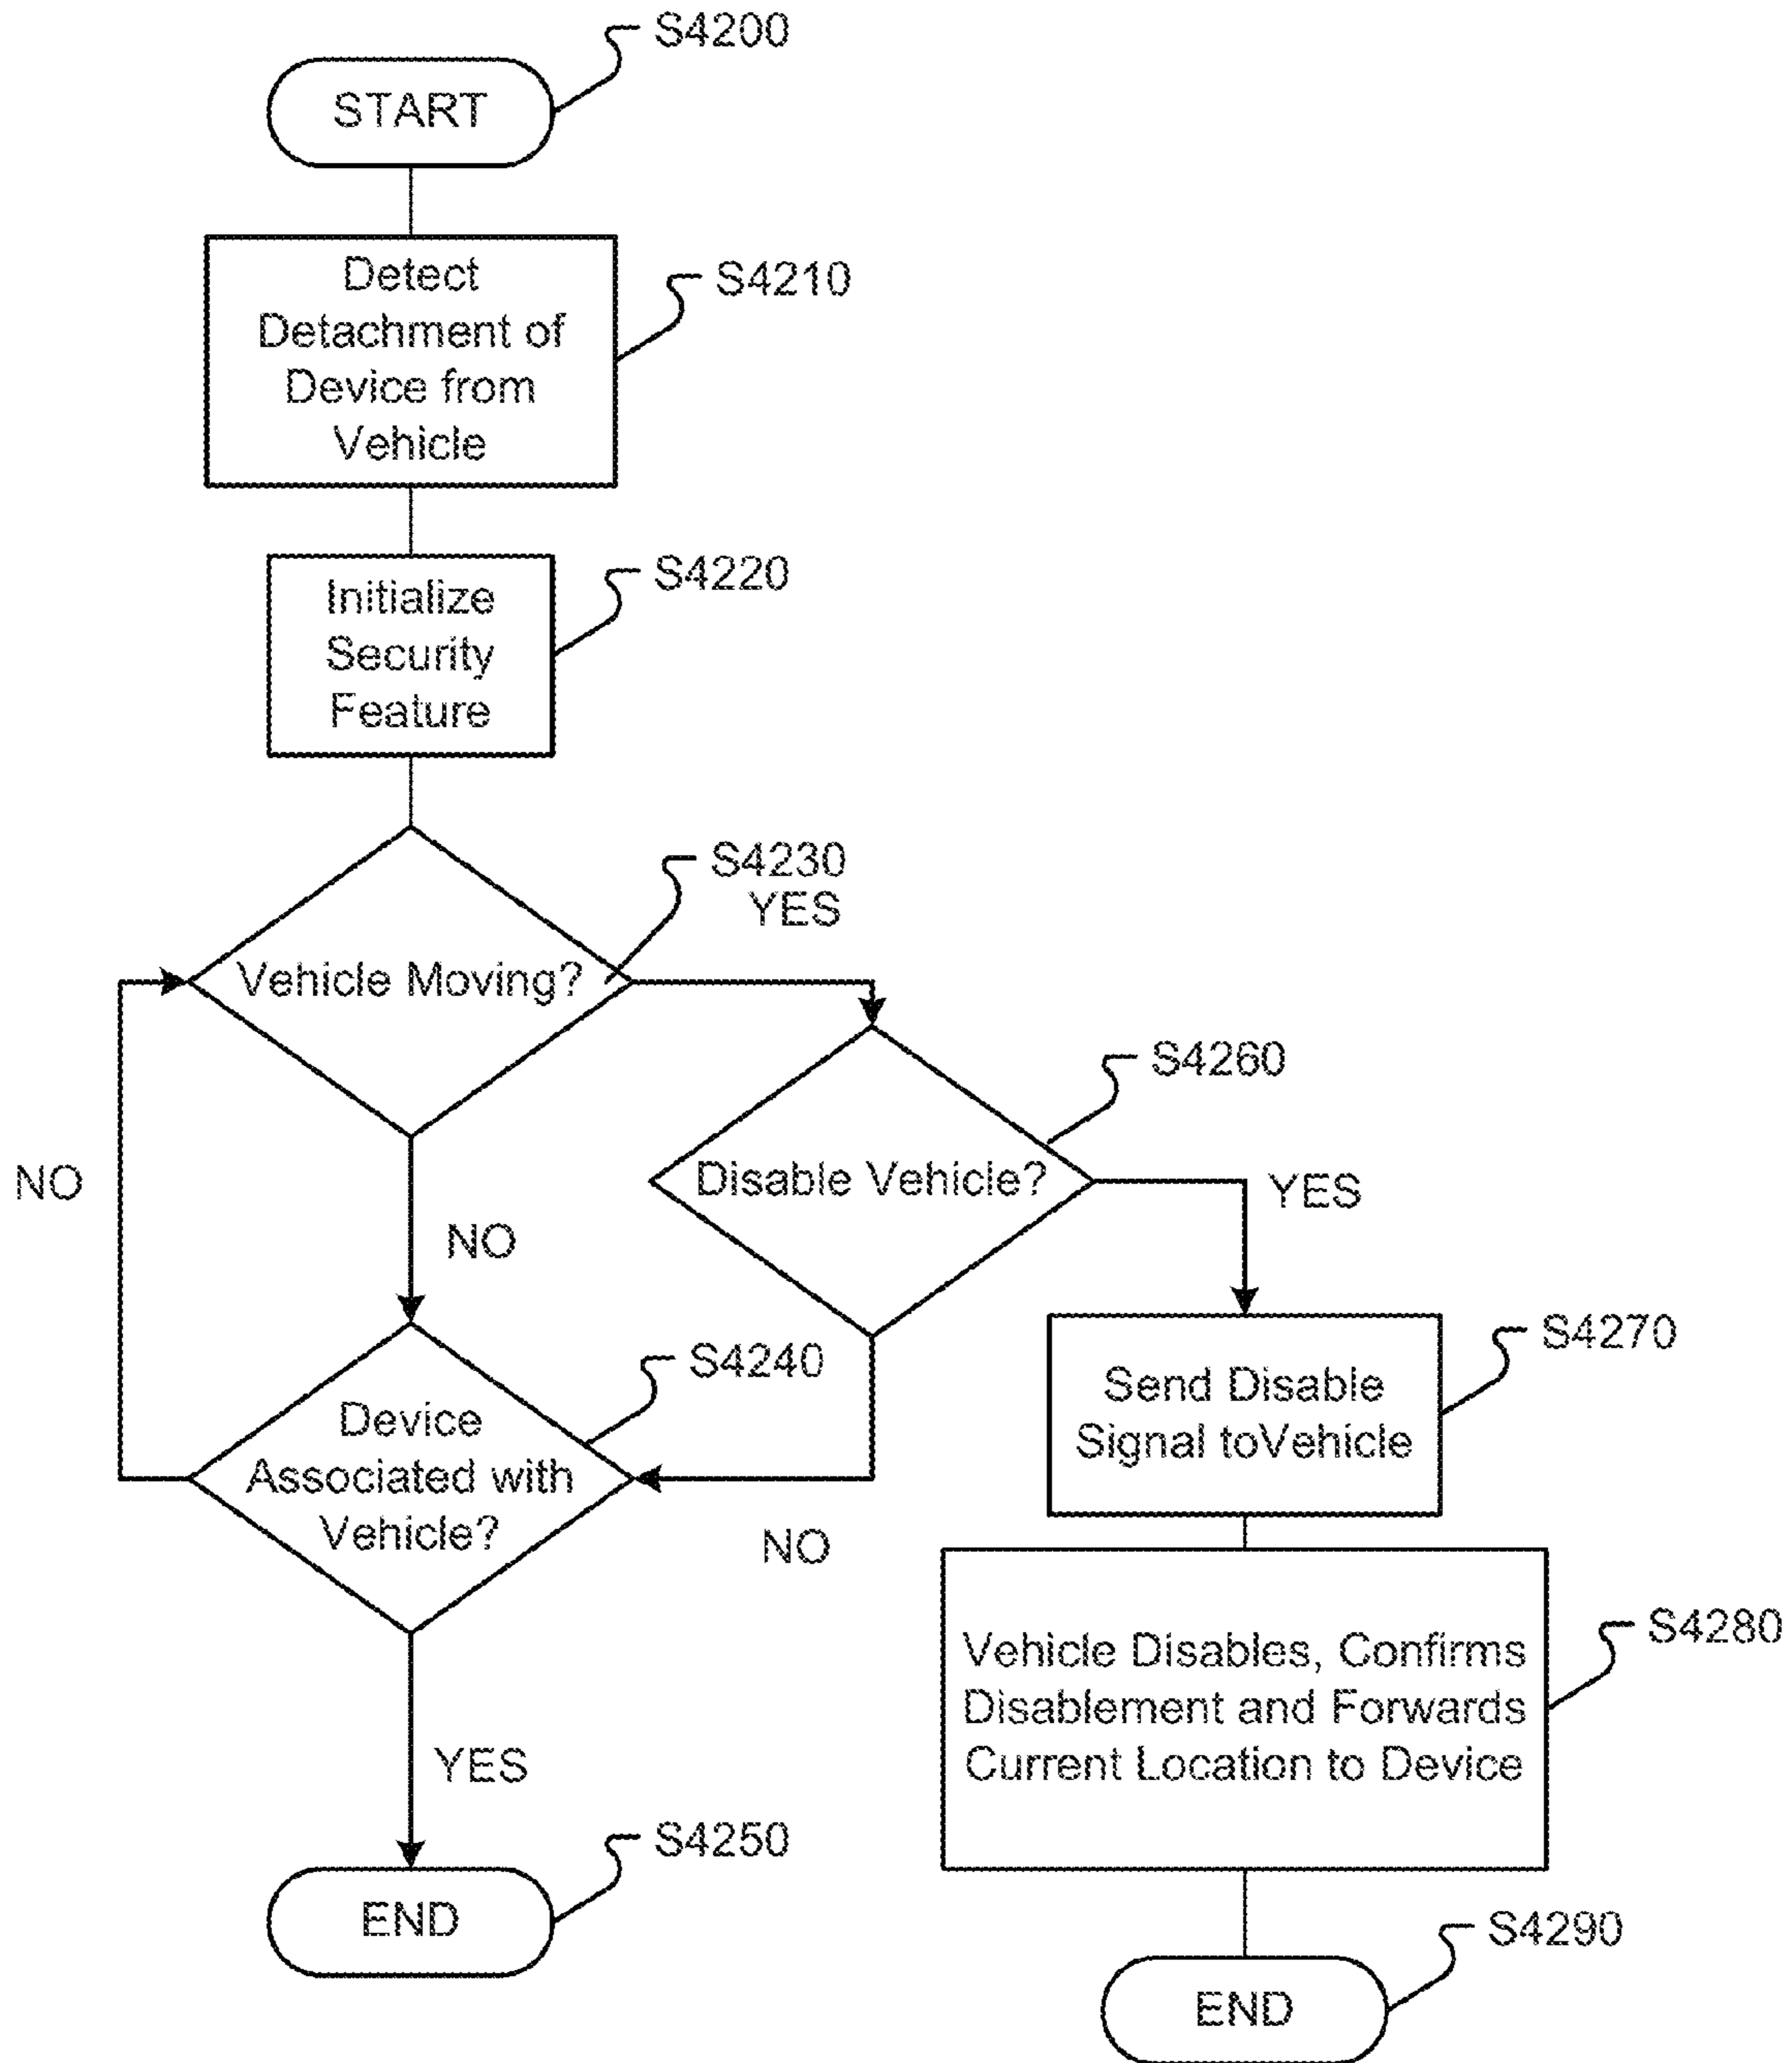 S4200
START
S4210
Detect
Detachment of
Device from
Vehicle
S4220
Initialize
Security
Feature
S4230
YES
Vehicle Moving?
S4260
Disable Vehicle?
YES
NO
NO
S4240
Device
Associated with
Vehicle?
NO
S4270
Send Disable
Signal toVehicle
S4280
Vehicle Disables, Confirms
Disablement and Forwards
Current Location to Device
YES
S4250
END
S4290
END